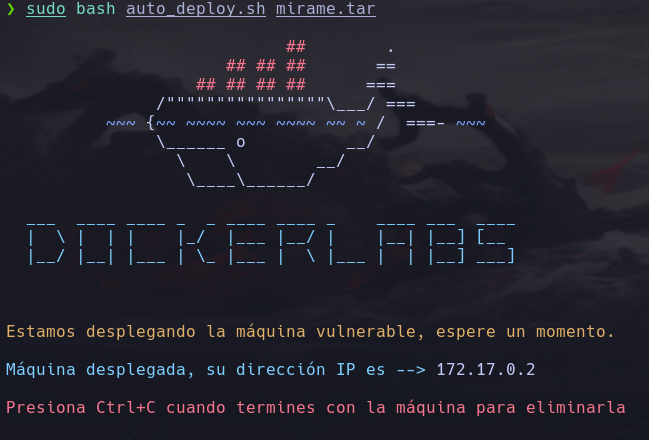 ❯ sudo bash auto_deploy.sh mirame.tar
                            ##        .
                      ## ## ##       ==
                   ## ## ## ##      ===
               /""""""""""""""""\___/ ===
          ~~~ {~~ ~~~~ ~~~ ~~~~ ~~ ~ /  ===- ~~~
               \______ o          __/
                 \    \        __/
                  \____\______/
  ___  ____ ____ _  _ ____ ____ _    ____ ___  ____
  |  \ |  | |    |_/  |___ |__/ |    |__| |__] [__
  |__/ |__| |___ | \_ |___ |  \ |___ |  | |__] ___]
Estamos desplegando la máquina vulnerable, espere un momento.
Máquina desplegada, su dirección IP es --> 172.17.0.2
Presiona Ctrl+C cuando termines con la máquina para eliminarla